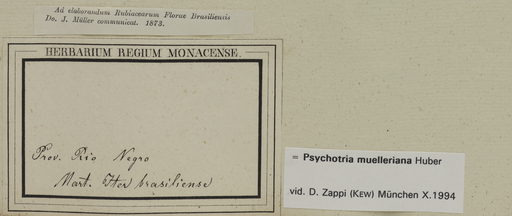 Ad elaborandum Rubiacearum Florae Brasiliensis
Do. J. Müller communicat. 1873.
HERBARIUM REGIUM MONACENSE.
Prov. Rio Negro
Mart. Iter brasiliense
= Psychotria muelleriana Huber
vid. D. Zappi (KEW) München X.1994